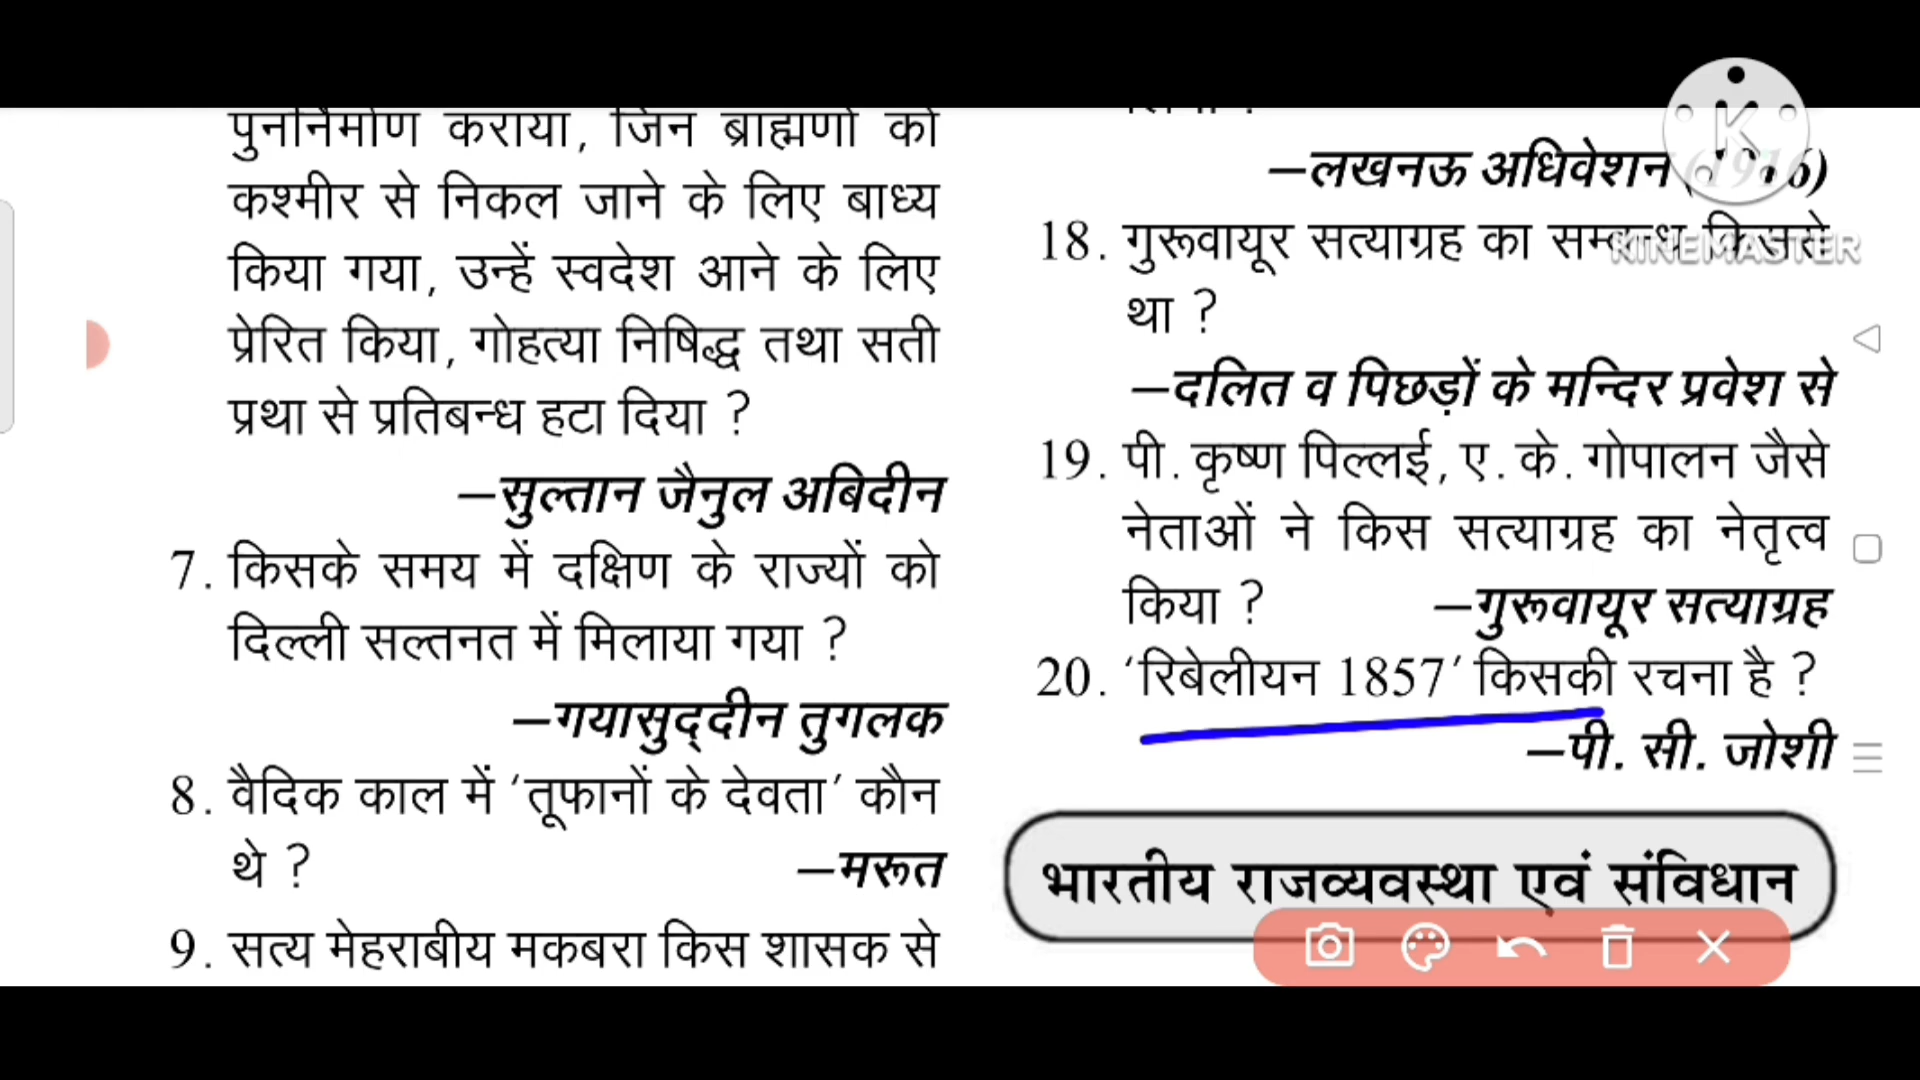 पुनर्निर्माण कराया, जिन ब्राह्मणों को
कश्मीर से निकल जाने के लिए बाध्य
किया गया, उन्हें स्वदेश आने के लिए
प्रेरित किया, गोहत्या निषिद्ध तथा सती
प्रथा से प्रतिबन्ध हटा दिया ?
–सुल्तान जैनुल अबिदीन
7. किसके समय में दक्षिण के राज्यों को
दिल्ली सल्तनत में मिलाया गया ?
–गयासुद्दीन तुगलक
8. वैदिक काल में ‘तूफानों के देवता’ कौन
थे ? –मरूत
9. सत्य मेहराबीय मकबरा किस शासक से
–लखनऊ अधिवेशन (1916)
18. गुरूवायूर सत्याग्रह का सम्बन्ध किससे
था ?
–दलित व पिछड़ों के मन्दिर प्रवेश से
19. पी. कृष्ण पिल्लई, ए. के. गोपालन जैसे
नेताओं ने किस सत्याग्रह का नेतृत्व
किया ? –गुरूवायूर सत्याग्रह
20. ‘रिबेलीयन 1857’ किसकी रचना है ?
–पी. सी. जोशी
भारतीय राजव्यवस्था एवं संविधान
K
KINEMASTER